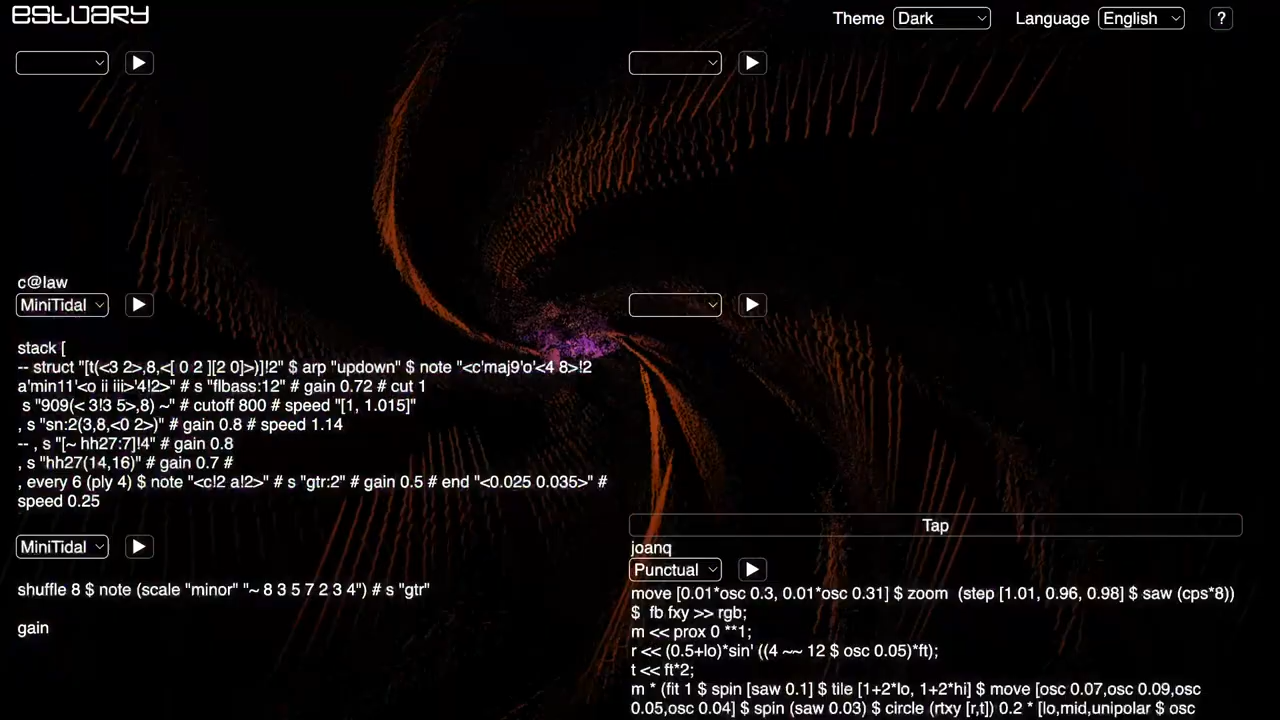 estuary
Theme Dark Language English ?
c@law
MiniTidal
stack [
-- struct "[t(<3 2>,8,<[ 0 2 ][2 0]>)]!2" $ arp "updown" $ note "<c'maj9'o'<4 8>!2
a'min11'<o ii iii>'4!2>" # s "flbass:12" # gain 0.72 # cut 1
s "909(< 3!3 5>,8) ~" # cutoff 800 # speed "[1, 1.015]"
, s "sn:2(3,8,<0 2>)" # gain 0.8 # speed 1.14
-- , s "[~ hh27:7]!4" # gain 0.8
, s "hh27(14,16)" # gain 0.7 #
, every 6 (ply 4) $ note "<c!2 a!2>" # s "gtr:2" # gain 0.5 # end "<0.025 0.035>" #
speed 0.25
MiniTidal
shuffle 8 $ note (scale "minor" "~ 8 3 5 7 2 3 4") # s "gtr"
gain
Tap
joanq
Punctual
move [0.01*osc 0.3, 0.01*osc 0.31] $ zoom (step [1.01, 0.96, 0.98] $ saw (cps*8))
$ fb fxy >> rgb;
m << prox 0 **1;
r << (0.5+lo)*sin' ((4 ~~ 12 $ osc 0.05)*ft);
t << ft*2;
m * (fit 1 $ spin [saw 0.1] $ tile [1+2*lo, 1+2*hi] $ move [osc 0.07,osc 0.09,osc
0.05,osc 0.04] $ spin (saw 0.03) $ circle (rtxy [r,t]) 0.2 * [lo,mid,unipolar $ osc